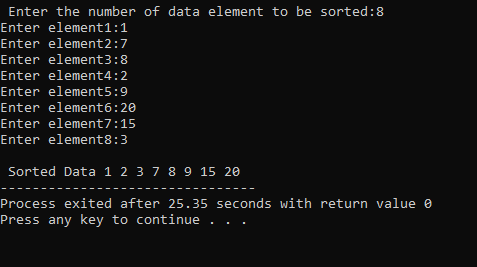 Enter the number of data element to be sorted:8
Enter element1:1
Enter element2:7
Enter element3:8
Enter element4:2
Enter element5:9
Enter element6:20
Enter element7:15
Enter element8:3
Sorted Data 1 2 3 7 8 9 15 20
--------------------------------
Process exited after 25.35 seconds with return value 0
Press any key to continue . . .